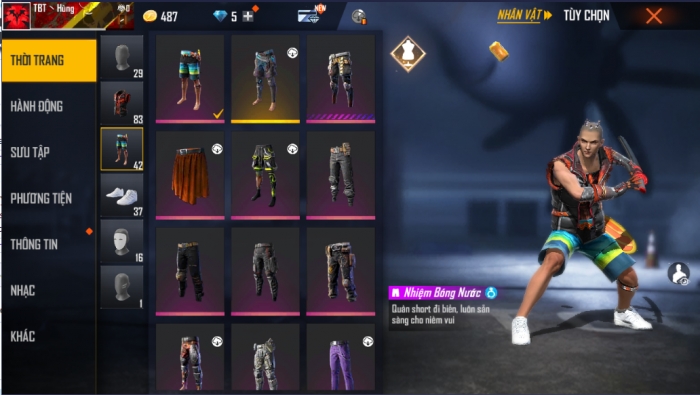 TBT Hùng
0
487
5
NEW
NHÂN VẬT
TÙY CHỌN
THỜI TRANG
HÀNH ĐỘNG
SƯU TẬP
PHƯƠNG TIỆN
THÔNG TIN
NHẠC
KHÁC
29
83
42
37
16
1
Nhiệm Bóng Nước
Quần short đi biển, luôn sẵn
sàng cho niềm vui